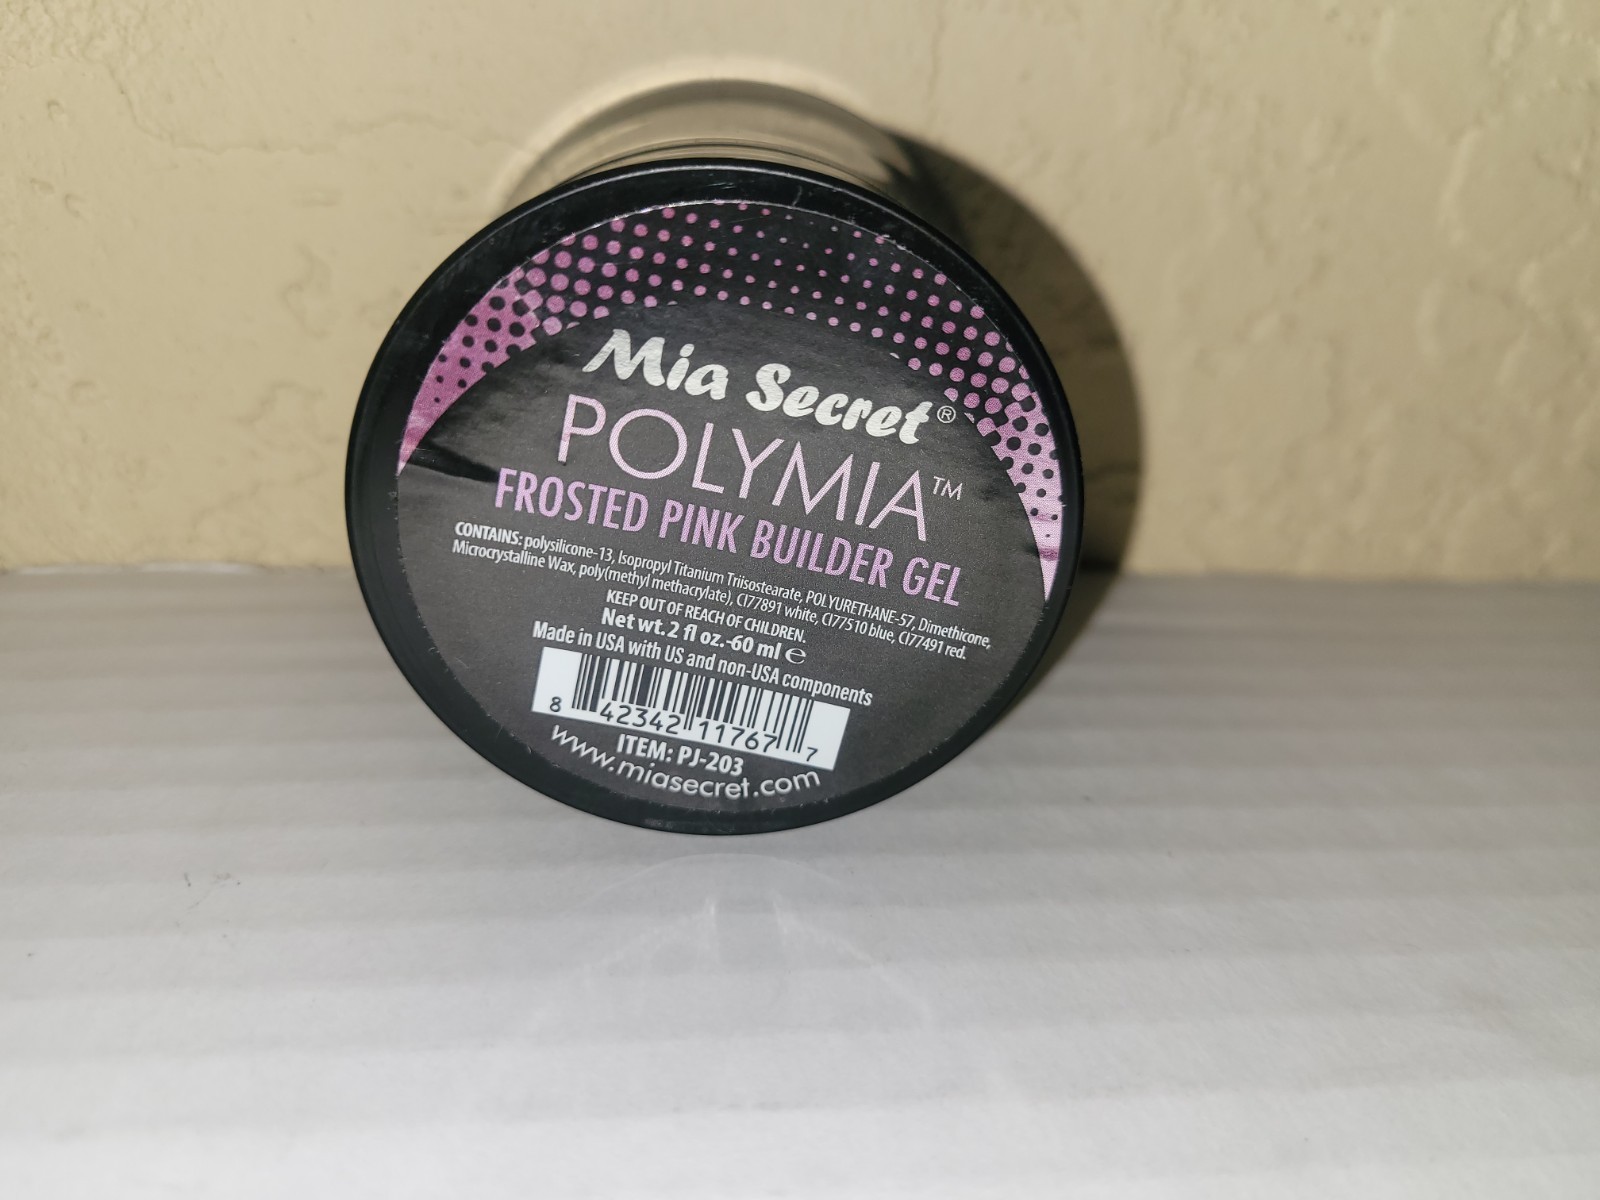 Mia Secret®
POLYMIA™
FROSTED PINK BUILDER GEL
CONTAINS: polysilicone-13, Isopropyl Titanium Triisostearate, POLYURETHANE-57, Dimethicone,
Microcrystalline Wax, poly(methyl methacrylate), CI77891 white, CI77510 blue, CI77491 red.
KEEP OUT OF REACH OF CHILDREN.
Net wt. 2 fl oz.-60 ml ℮
Made in USA with US and non-USA components
8 42342 11767 7
ITEM: PJ-203
www.miasecret.com